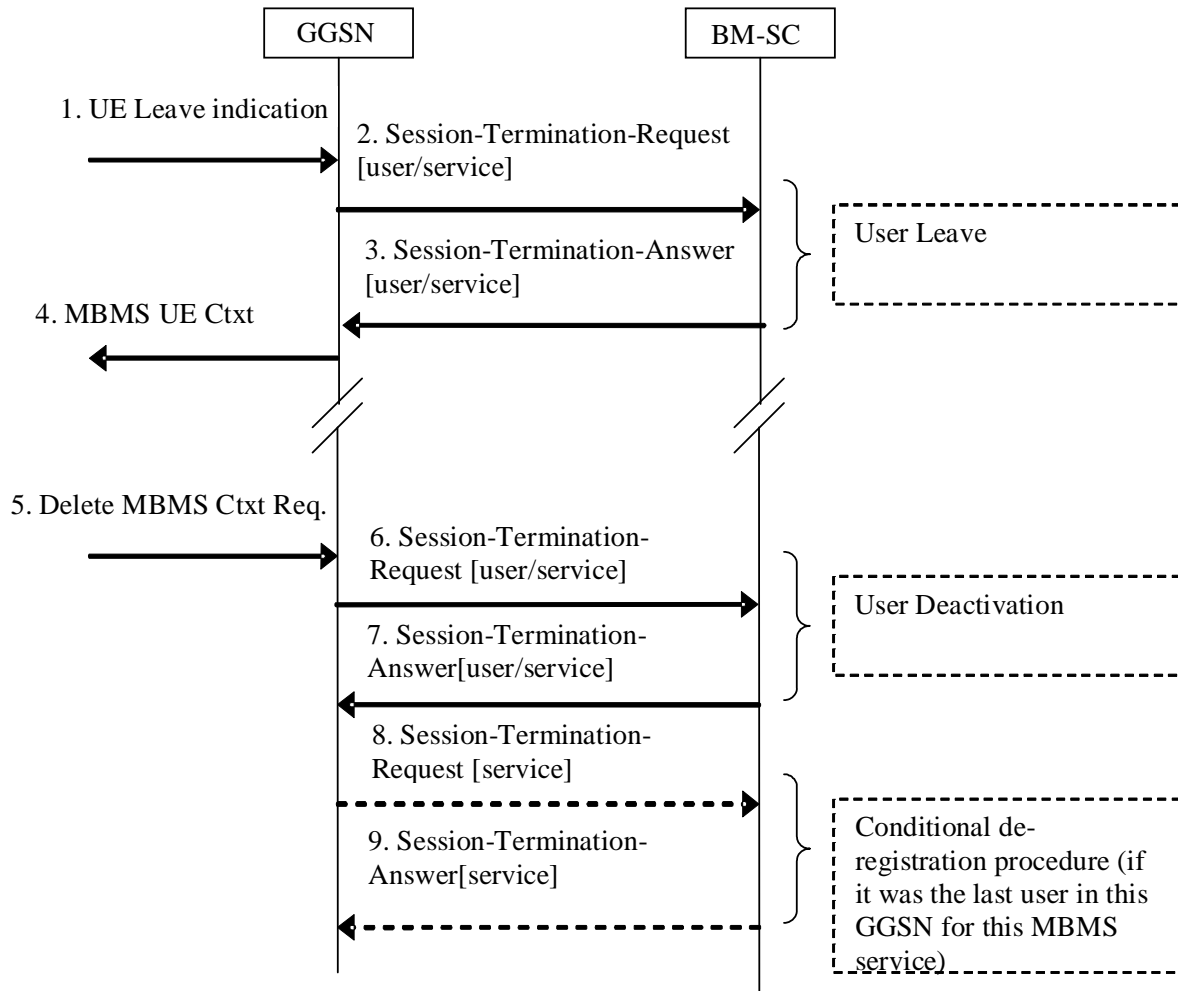 GGSN
BM-SC
1. UE Leave indication
2. Session-Termination-Request
[user/service]
3. Session-Termination-Answer
[user/service]
User Leave
4. MBMS UE Ctxt
5. Delete MBMS Ctxt Req.
6. Session-Termination-
Request [user/service]
7. Session-Termination-
Answer[user/service]
User Deactivation
8. Session-Termination-
Request [service]
9. Session-Termination-
Answer[service]
Conditional de-
registration procedure (if
it was the last user in this
GGSN for this MBMS
service)